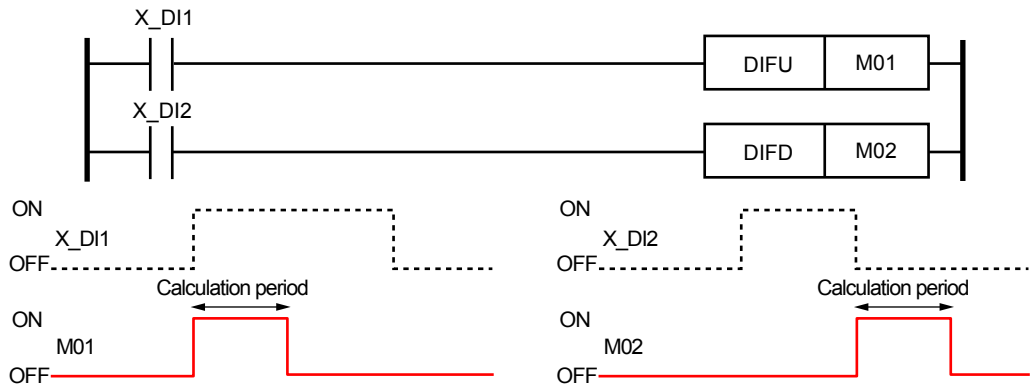 X_DI1
DIFU M01
X_DI2
DIFD M02
ON
X_DI1
OFF
Calculation period
ON
M01
OFF
ON
X_DI2
OFF
Calculation period
ON
M02
OFF